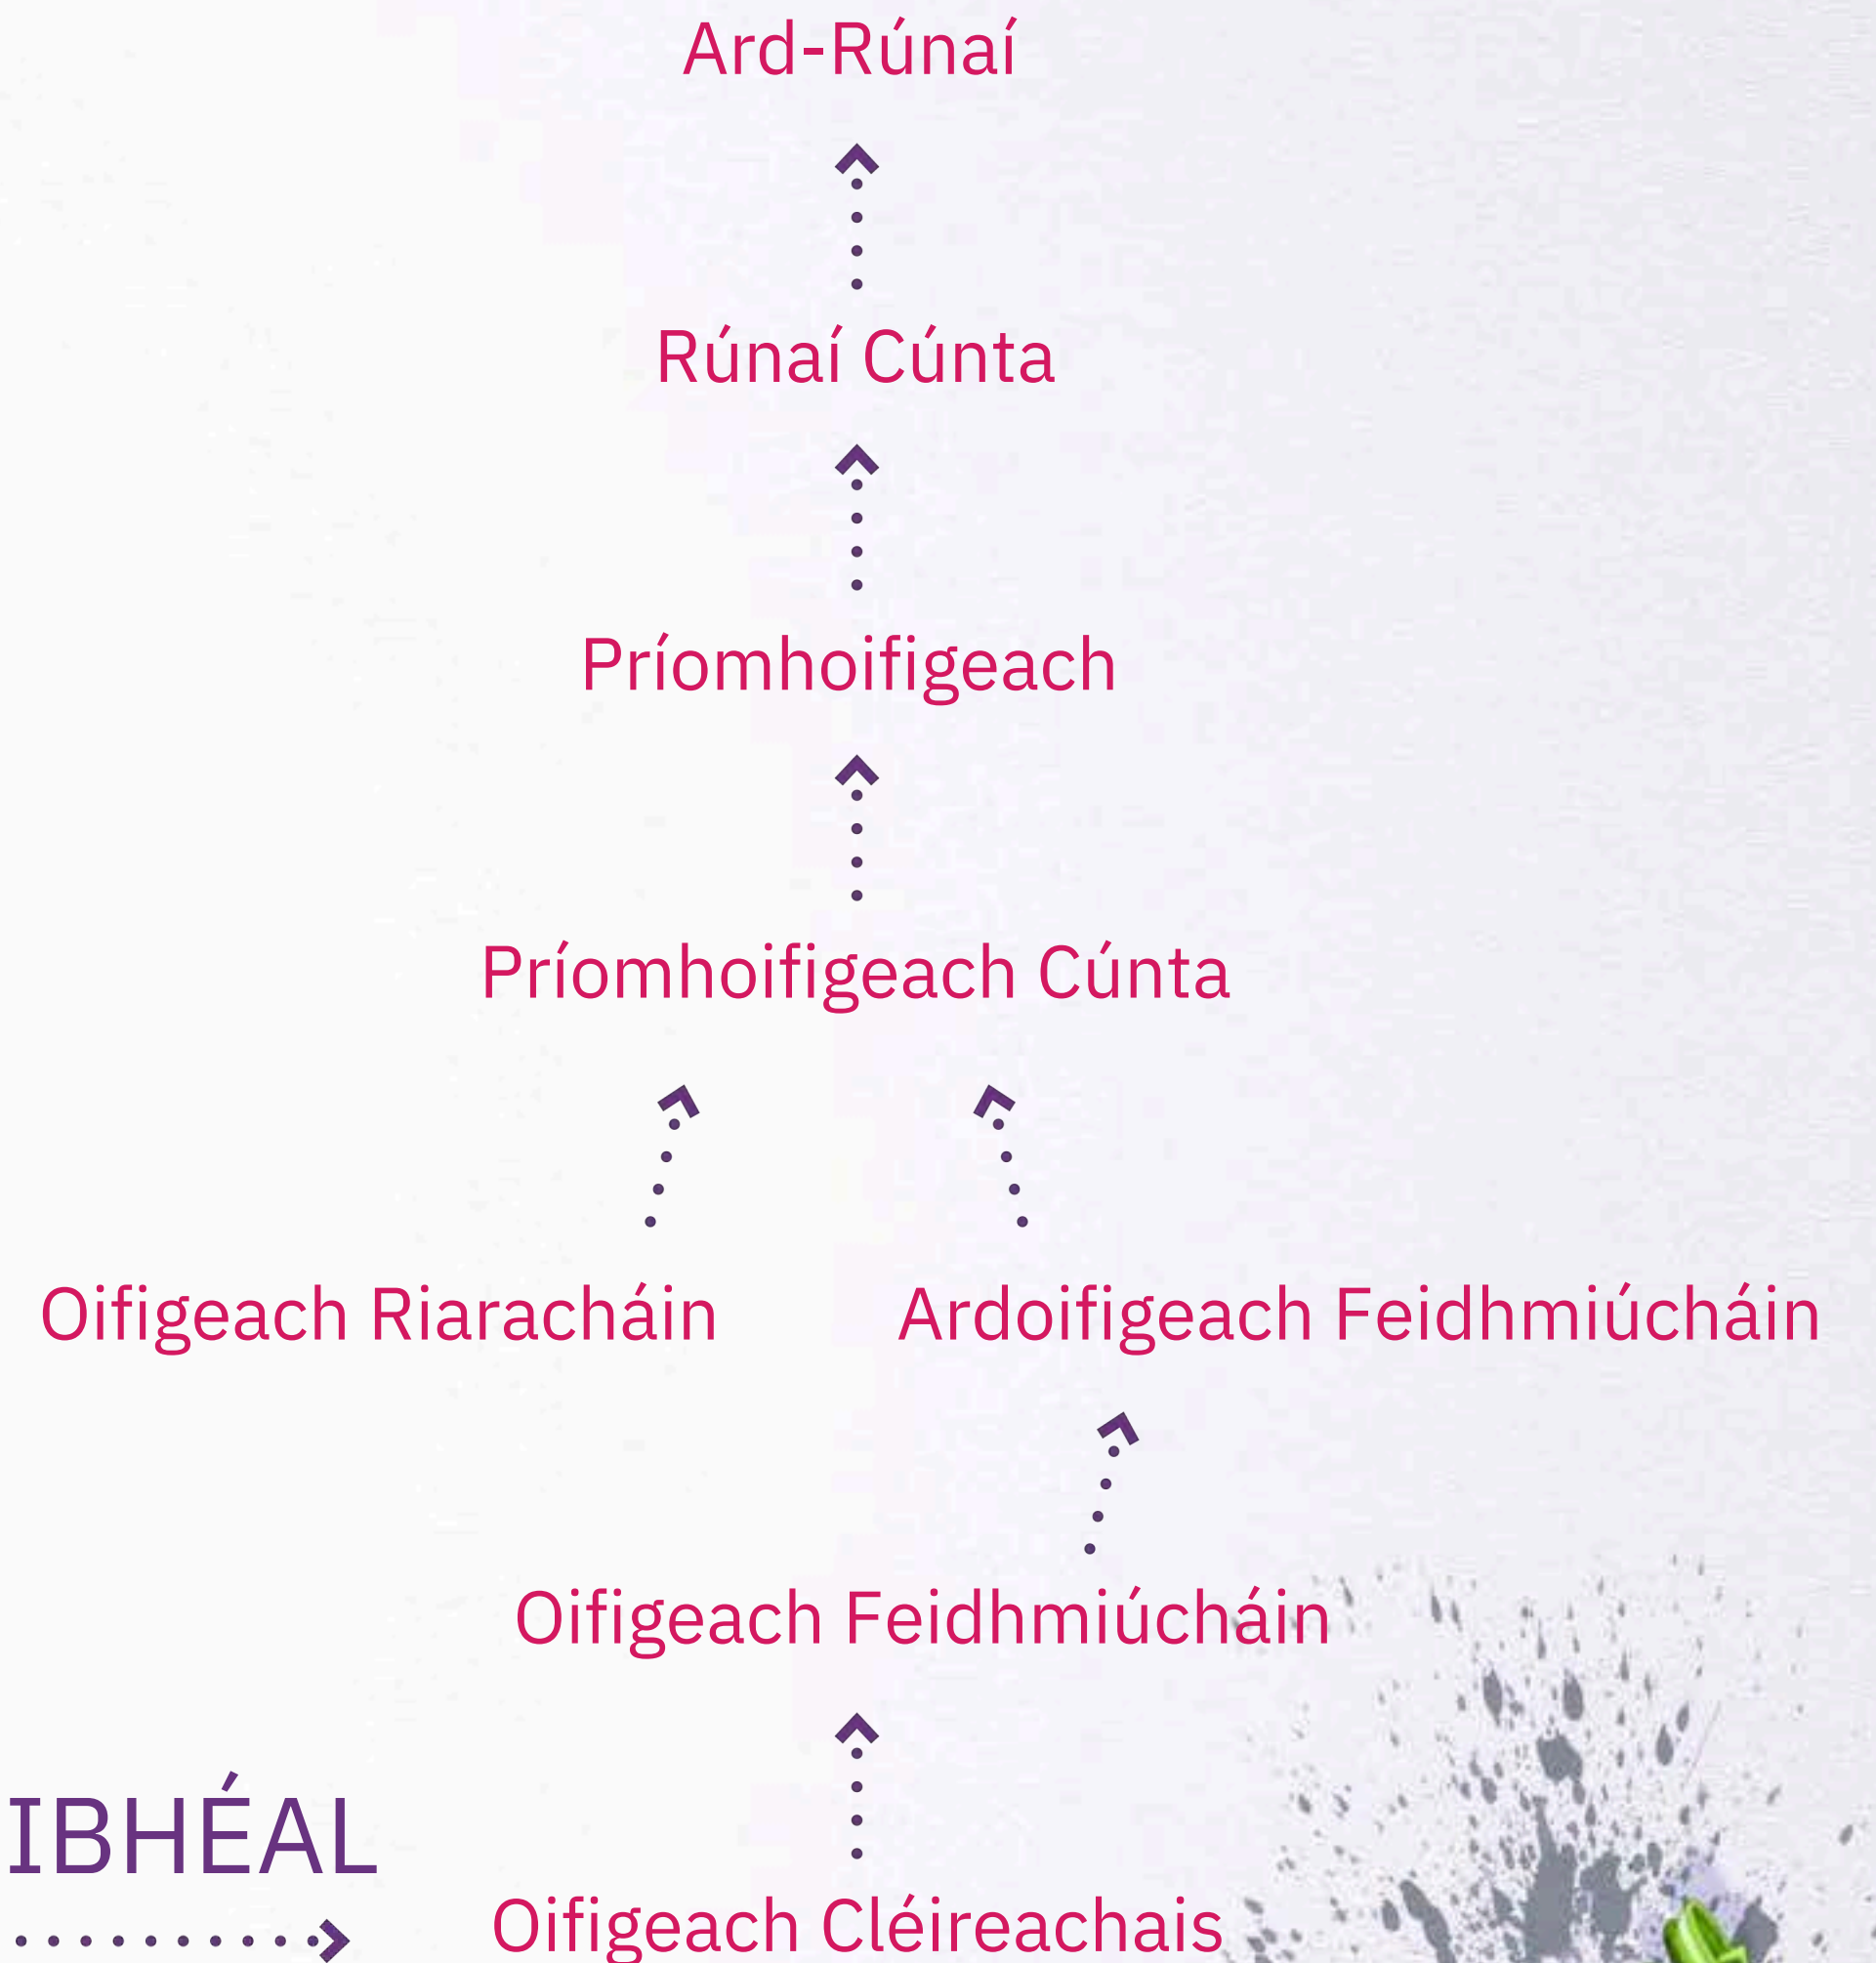 Ard-Rúnaí
Rúnaí Cúnta
Príomhoifigeach
Príomhoifigeach Cúnta
Oifigeach Riaracháin
Ardoifigeach Feidhmiúcháin
Oifigeach Feidhmiúcháin
IBHÉAL
Oifigeach Cléireachais